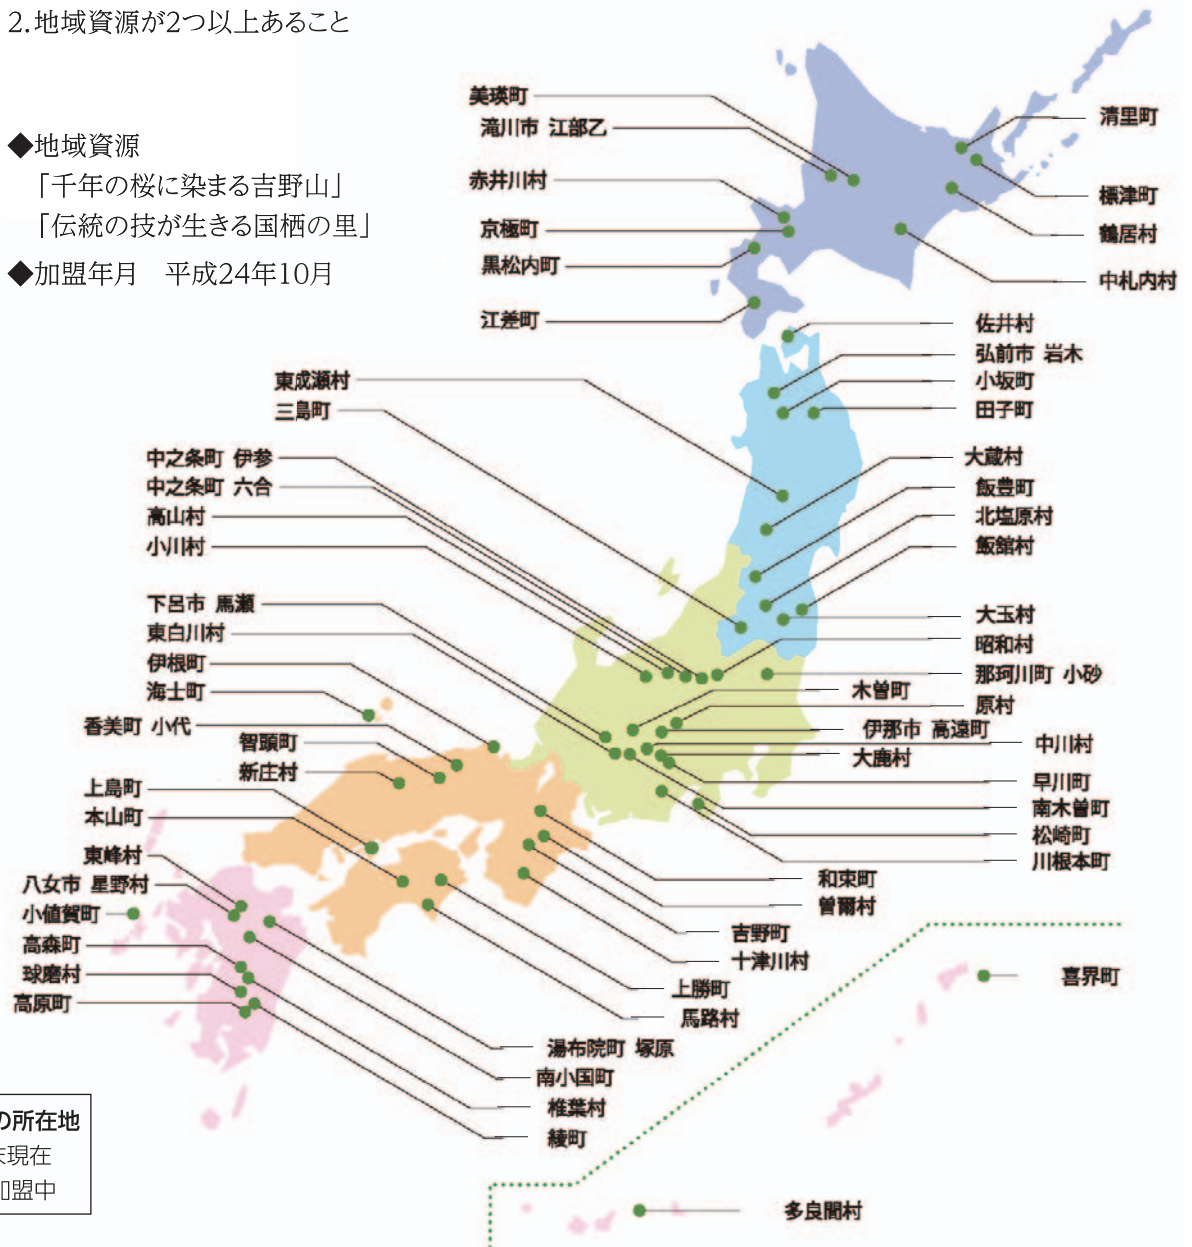 2.地域資源が2つ以上あること
◆地域資源
「千年の桜に染まる吉野山」
「伝統の技が生きる国栖の里」
◆加盟年月　平成24年10月
美瑛町
滝川市 江部乙
赤井川村
京極町
黒松内町
江差町
清里町
標津町
鶴居村
中札内村
佐井村
弘前市 岩木
小坂町
田子町
東成瀬村
三島町
大蔵村
飯豊町
北塩原村
飯舘村
大玉村
昭和村
那珂川町 小砂
中之条町 伊参
中之条町 六合
高山村
小川村
下呂市 馬瀬
東白川村
伊根町
海士町
香美町 小代
智頭町
新庄村
上島町
本山町
木曽町
原村
伊那市 高遠町
中川村
大鹿村
早川町
南木曽町
松崎町
川根本町
和束町
曽爾村
吉野町
十津川村
上勝町
馬路村
東峰村
八女市 星野村
小値賀町
高森町
球磨村
高原町
湯布院町 塚原
南小国町
椎葉村
綾町
喜界町
多良間村
の所在地
末現在
加盟中